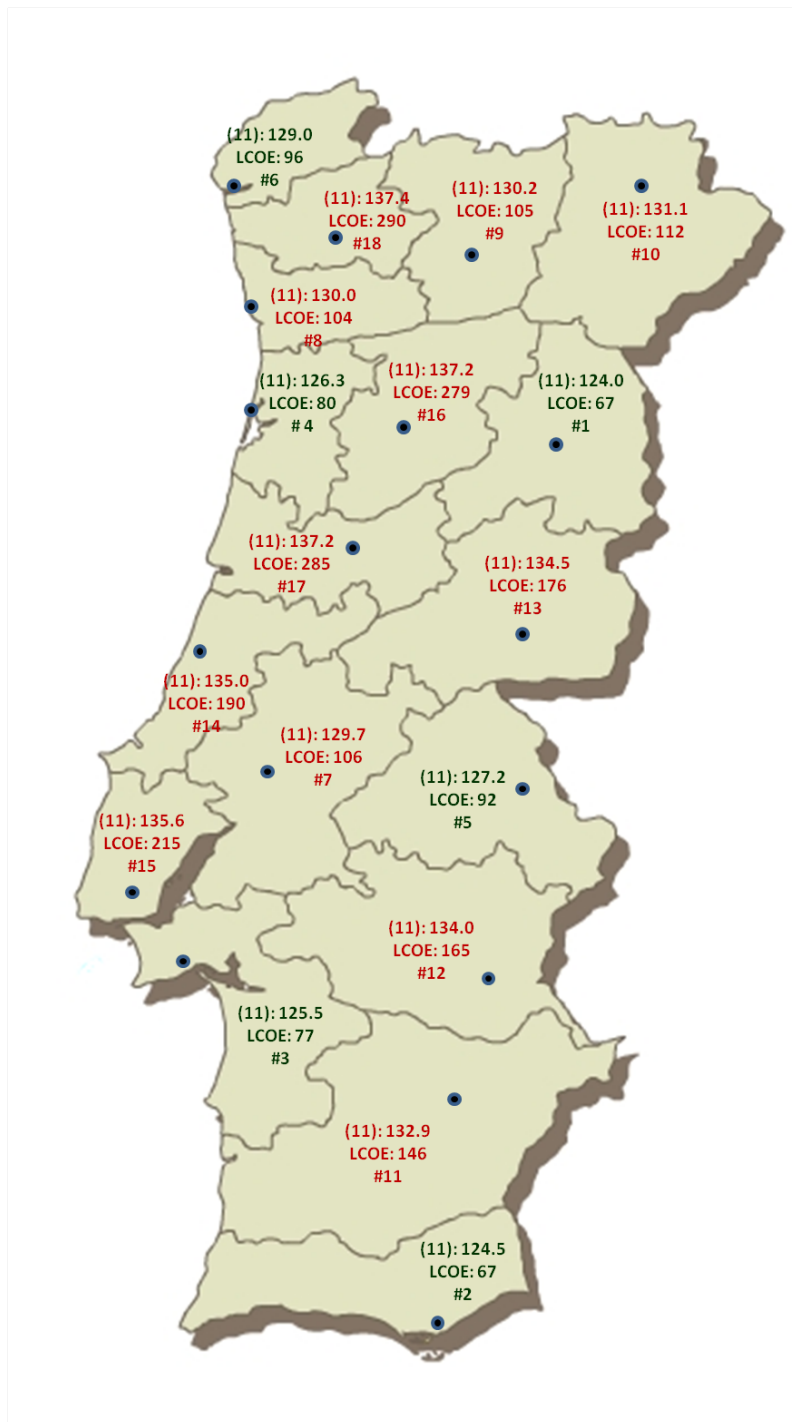 (11): 129.0
LCOE: 96
#6
(11): 137.4
LCOE: 290
#18
(11): 130.2
LCOE: 105
#9
(11): 131.1
LCOE: 112
#10
(11): 130.0
LCOE: 104
#8
(11): 126.3
LCOE: 80
# 4
(11): 137.2
LCOE: 279
#16
(11): 124.0
LCOE: 67
#1
(11): 137.2
LCOE: 285
#17
(11): 134.5
LCOE: 176
#13
(11): 135.0
LCOE: 190
#14
(11): 129.7
LCOE: 106
#7
(11): 127.2
LCOE: 92
#5
(11): 135.6
LCOE: 215
#15
(11): 134.0
LCOE: 165
#12
(11): 125.5
LCOE: 77
#3
(11): 132.9
LCOE: 146
#11
(11): 124.5
LCOE: 67
#2